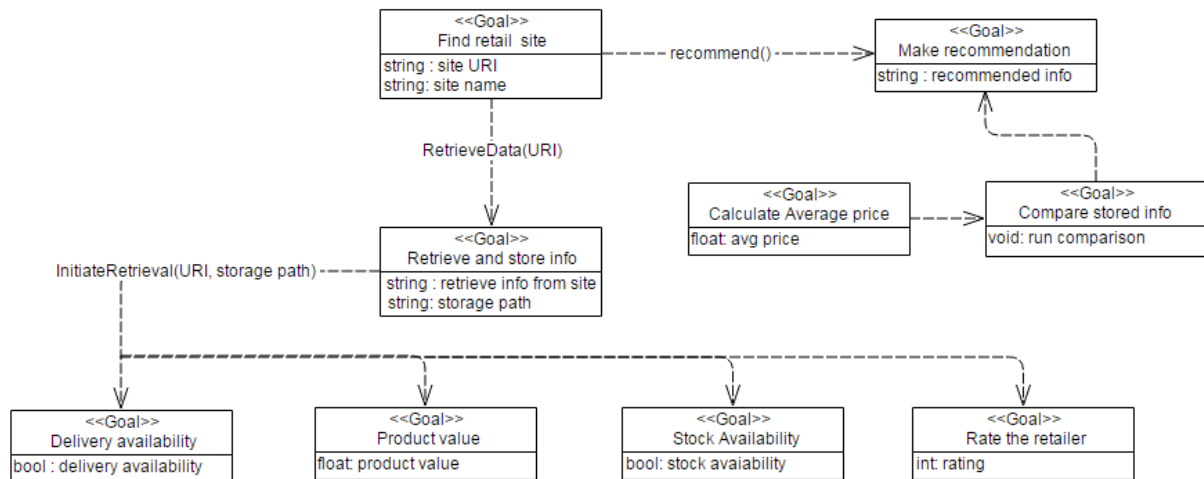 <<Goal>>
Find retail site
string : site URI
string: site name
recommend()
<<Goal>>
Make recommendation
string : recommended info
RetrieveData(URI)
<<Goal>>
Calculate Average price
float: avg price
<<Goal>>
Compare stored info
void: run comparison
<<Goal>>
Retrieve and store info
string : retrieve info from site
string: storage path
InitiateRetrieval(URI, storage path)
<<Goal>>
Delivery availability
bool : delivery availability
<<Goal>>
Product value
float: product value
<<Goal>>
Stock Availability
bool: stock avaiability
<<Goal>>
Rate the retailer
int: rating